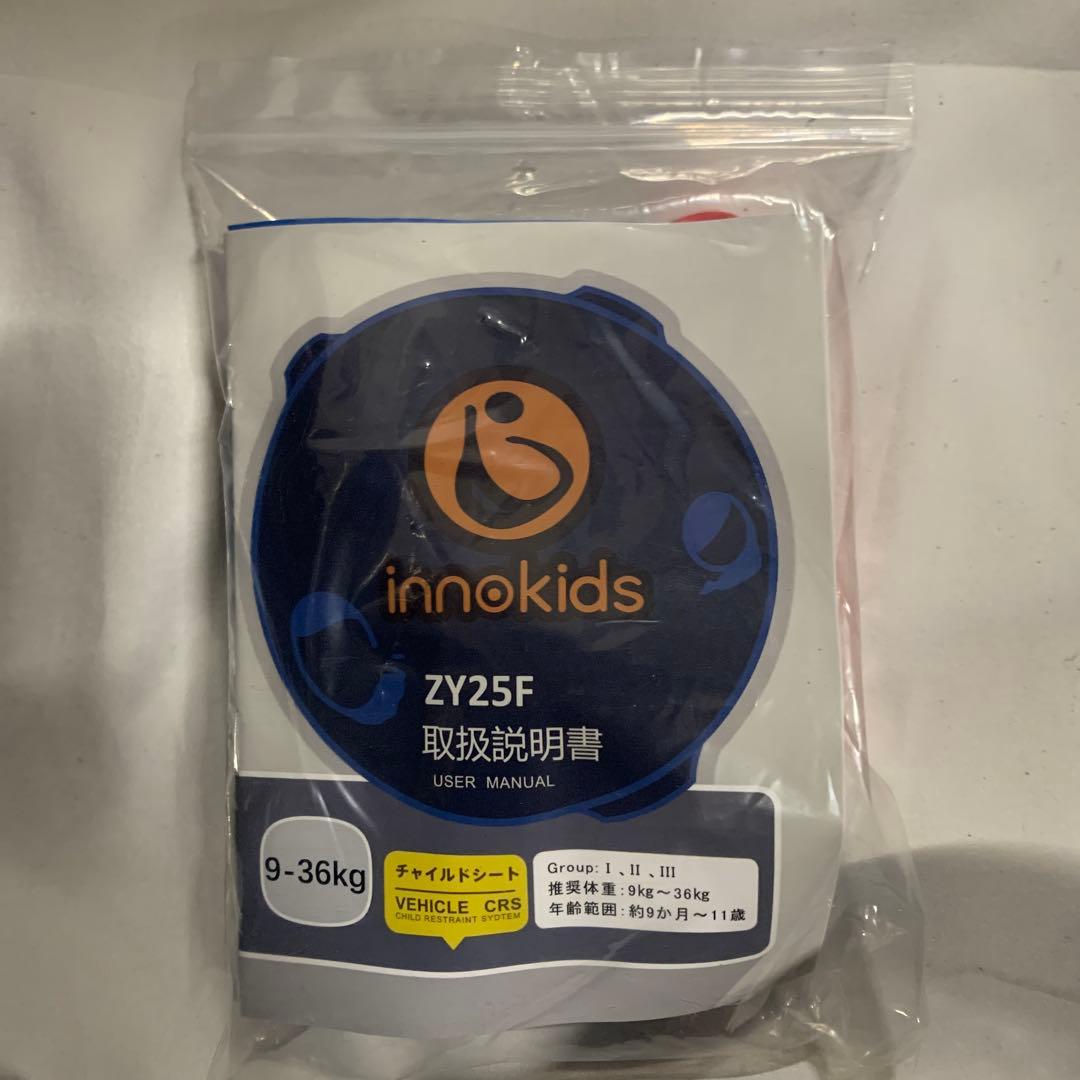 innokids
ZY25F
取扱説明書
USER MANUAL
9-36kg
チャイルドシート
VEHICLE CRS
CHILD RESTRAINT SYDTEM
Group: I 、II 、III
推奨体重:9kg～36kg
年齢範囲:約9か月～11歳